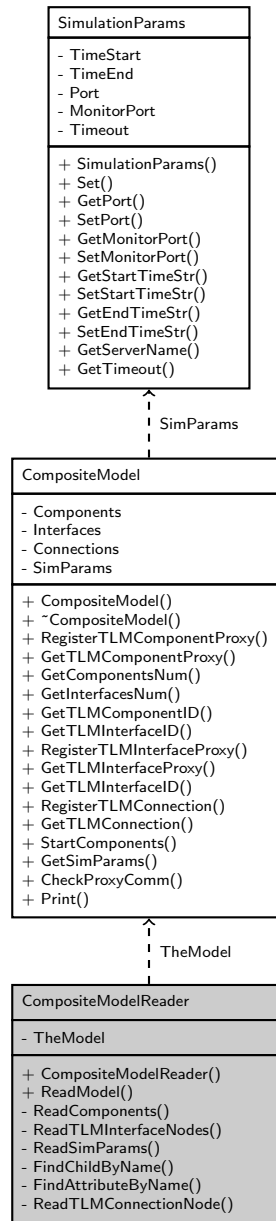 SimulationParams
- TimeStart
- TimeEnd
- Port
- MonitorPort
- Timeout
+ SimulationParams()
+ Set()
+ GetPort()
+ SetPort()
+ GetMonitorPort()
+ SetMonitorPort()
+ GetStartTimeStr()
+ SetStartTimeStr()
+ GetEndTimeStr()
+ SetEndTimeStr()
+ GetServerName()
+ GetTimeout()
SimParams
CompositeModel
- Components
- Interfaces
- Connections
- SimParams
+ CompositeModel()
+ ~CompositeModel()
+ RegisterTLMComponentProxy()
+ GetTLMComponentProxy()
+ GetComponentsNum()
+ GetInterfacesNum()
+ GetTLMComponentID()
+ GetTLMInterfaceID()
+ RegisterTLMInterfaceProxy()
+ GetTLMInterfaceProxy()
+ GetTLMInterfaceID()
+ RegisterTLMConnection()
+ GetTLMConnection()
+ StartComponents()
+ GetSimParams()
+ CheckProxyComm()
+ Print()
TheModel
CompositeModelReader
- TheModel
+ CompositeModelReader()
+ ReadModel()
- ReadComponents()
- ReadTLMInterfaceNodes()
- ReadSimParams()
- FindChildByName()
- FindAttributeByName()
- ReadTLMConnectionNode()